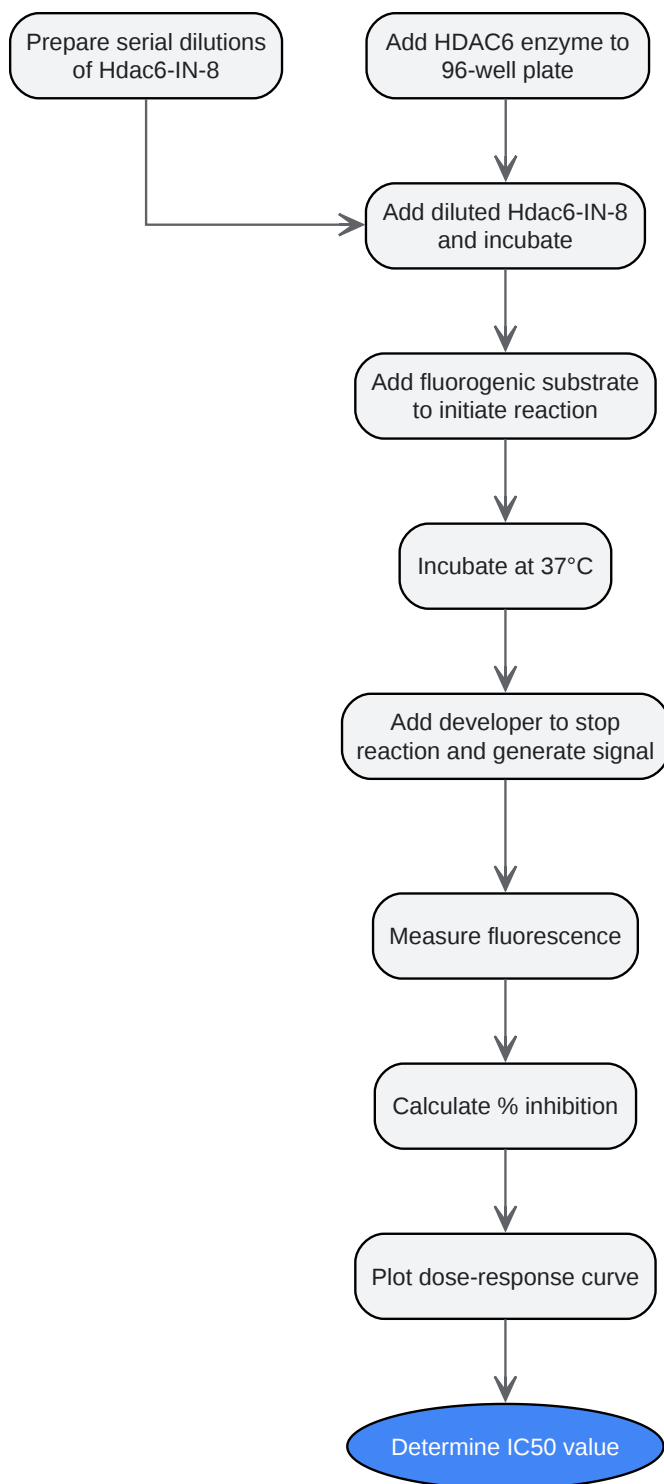 Prepare serial dilutions
of Hdac6-IN-8
Add HDAC6 enzyme to
96-well plate
Add diluted Hdac6-IN-8
and incubate
Add fluorogenic substrate
to initiate reaction
Incubate at 37°C
Add developer to stop
reaction and generate signal
Measure fluorescence
Calculate % inhibition
Plot dose-response curve
Determine IC50 value